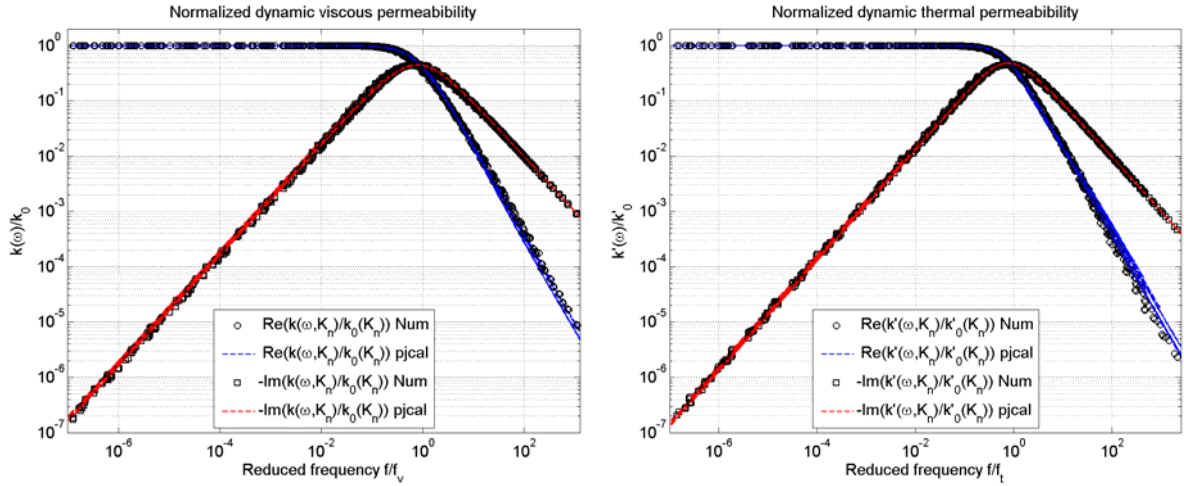 Normalized dynamic viscous permeabibility
10^0
10^-1
10^-2
10^-3
10^-4
10^-5
10^-6
10^-7
k(ω)/k_0
Re(k(ω,K_n)/k_0(K_n)) Num
Re(k(ω,K_n)/k_0(K_n)) pjcal
-Im(k(ω,K_n)/k_0(K_n)) Num
-Im(k(ω,K_n)/k_0(K_n)) pjcal
10^-6 10^-4 10^-2 10^0 10^2
Reduced frequency f/f_v
Normalized dynamic thermal permeabibility
10^0
10^-1
10^-2
10^-3
10^-4
10^-5
10^-6
10^-7
k'(ω)/k'_0
Re(k'(ω,K_n)/k'_0(K_n)) Num
Re(k'(ω,K_n)/k'_0(K_n)) pjcal
-Im(k'(ω,K_n)/k'_0(K_n)) Num
-Im(k'(ω,K_n)/k'_0(K_n)) pjcal
10^-6 10^-4 10^-2 10^0 10^2
Reduced frequency f/f_t